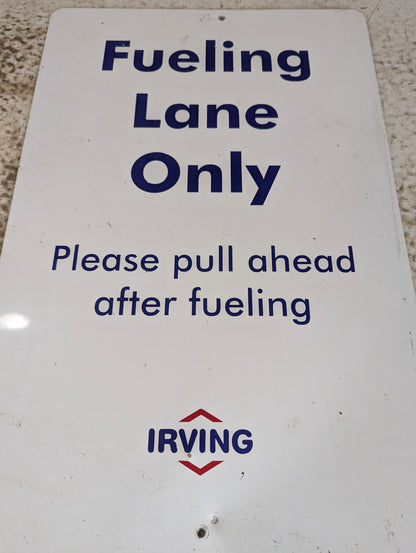 Fueling
Lane
Only
Please pull ahead
after fueling
IRVING